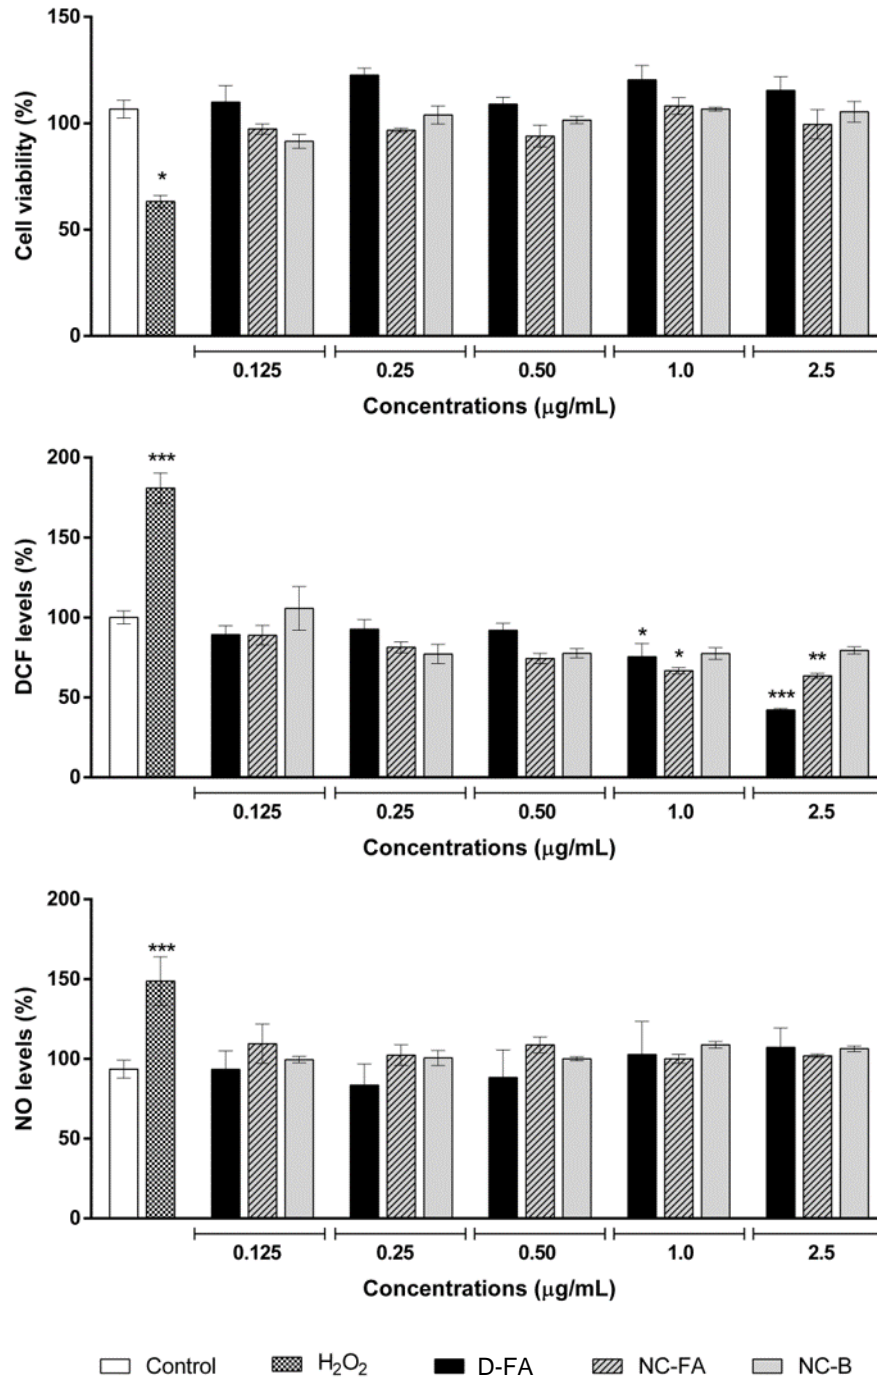 150
100
50
0
Cell viability (%)
*
0.125 0.25 0.50 1.0 2.5
Concentrations (μg/mL)
200
150
100
50
0
DCF levels (%)
***
* * *** **
0.125 0.25 0.50 1.0 2.5
Concentrations (μg/mL)
200
150
100
50
0
NO levels (%)
***
0.125 0.25 0.50 1.0 2.5
Concentrations (μg/mL)
Control H₂O₂ D-FA NC-FA NC-B